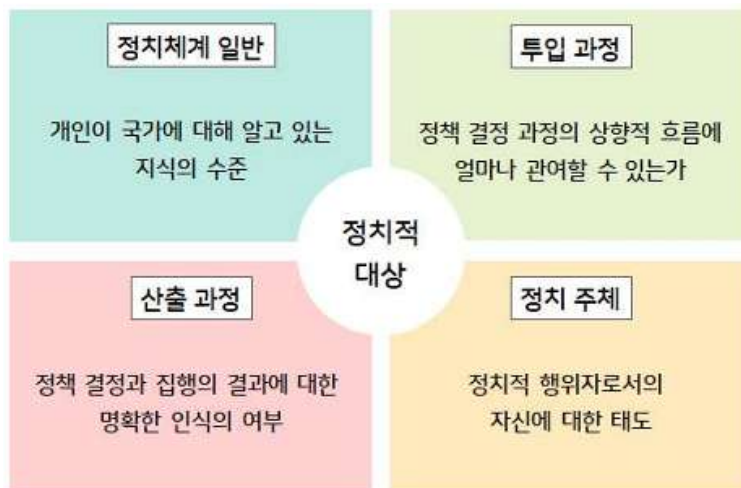 정치체계 일반
개인이 국가에 대해 알고 있는
지식의 수준
투입 과정
정책 결정 과정의 상향적 흐름에
얼마나 관여할 수 있는가
정치적
대상
산출 과정
정책 결정과 집행의 결과에 대한
명확한 인식의 여부
정치 주체
정치적 행위자로서의
자신에 대한 태도